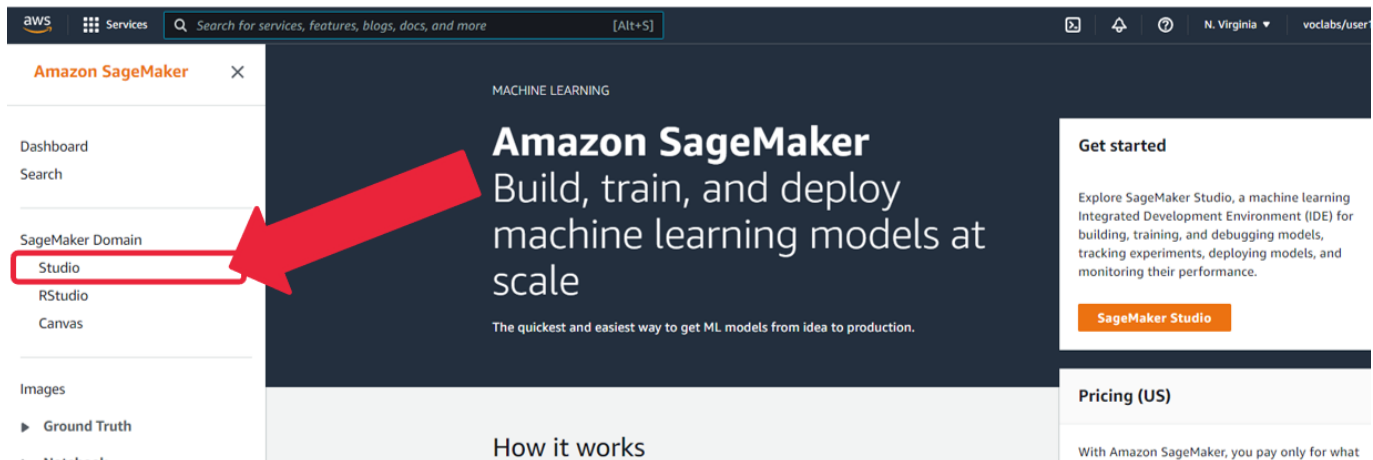 aws
Services
Search for services, features, blogs, docs, and more [Alt+S]
N. Virginia ▼
voclabs/user1
Amazon SageMaker
Dashboard
Search
SageMaker Domain
Studio
RStudio
Canvas
Images
Ground Truth
MACHINE LEARNING
Amazon SageMaker
Build, train, and deploy
machine learning models at
scale
The quickest and easiest way to get ML models from idea to production.
How it works
Get started
Explore SageMaker Studio, a machine learning
Integrated Development Environment (IDE) for
building, training, and debugging models,
tracking experiments, deploying models, and
monitoring their performance.
SageMaker Studio
Pricing (US)
With Amazon SageMaker, you pay only for what